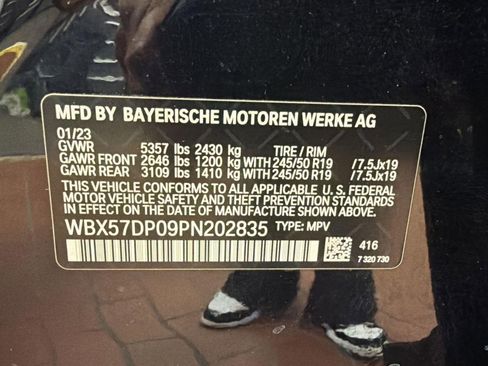 MFD BY BAYERISCHE MOTOREN WERKE AG
01/23
GVWR 5357 lbs 2430 kg TIRE / RIM
GAWR FRONT 2646 lbs 1200 kg WITH 245/50 R19 /7.5Jx19
GAWR REAR 3109 lbs 1410 kg WITH 245/50 R19 /7.5Jx19
THIS VEHICLE CONFORMS TO ALL APPLICABLE U. S. FEDERAL
MOTOR VEHICLE SAFETY AND THEFT PREVENTION STANDARDS
IN EFFECT ON THE DATE OF MANUFACTURE SHOWN ABOVE.
WBX57DP09PN202835 TYPE: MPV
416
7 320 730